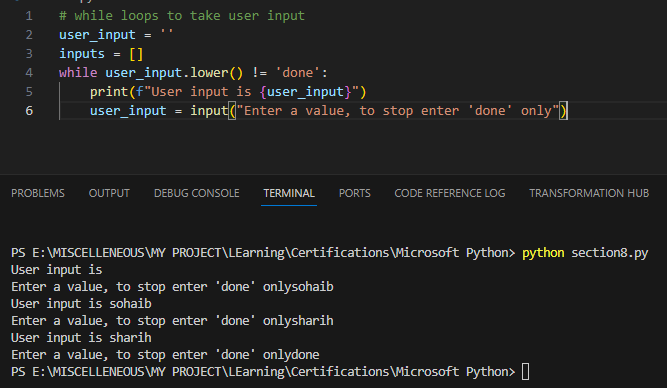 1 # while loops to take user input
2 user_input = ''
3 inputs = []
4 while user_input.lower() != 'done':
5 print(f"User input is {user_input}")
6 user_input = input("Enter a value, to stop enter 'done' only")
PROBLEMS OUTPUT DEBUG CONSOLE TERMINAL PORTS CODE REFERENCE LOG TRANSFORMATION HUB
PS E:\MISCELLENEOUS\MY PROJECT\LEarning\Certifications\Microsoft Python> python section8.py
User input is
Enter a value, to stop enter 'done' onlysohaib
User input is sohaib
Enter a value, to stop enter 'done' onlysharih
User input is sharih
Enter a value, to stop enter 'done' onlydone
PS E:\MISCELLENEOUS\MY PROJECT\LEarning\Certifications\Microsoft Python>